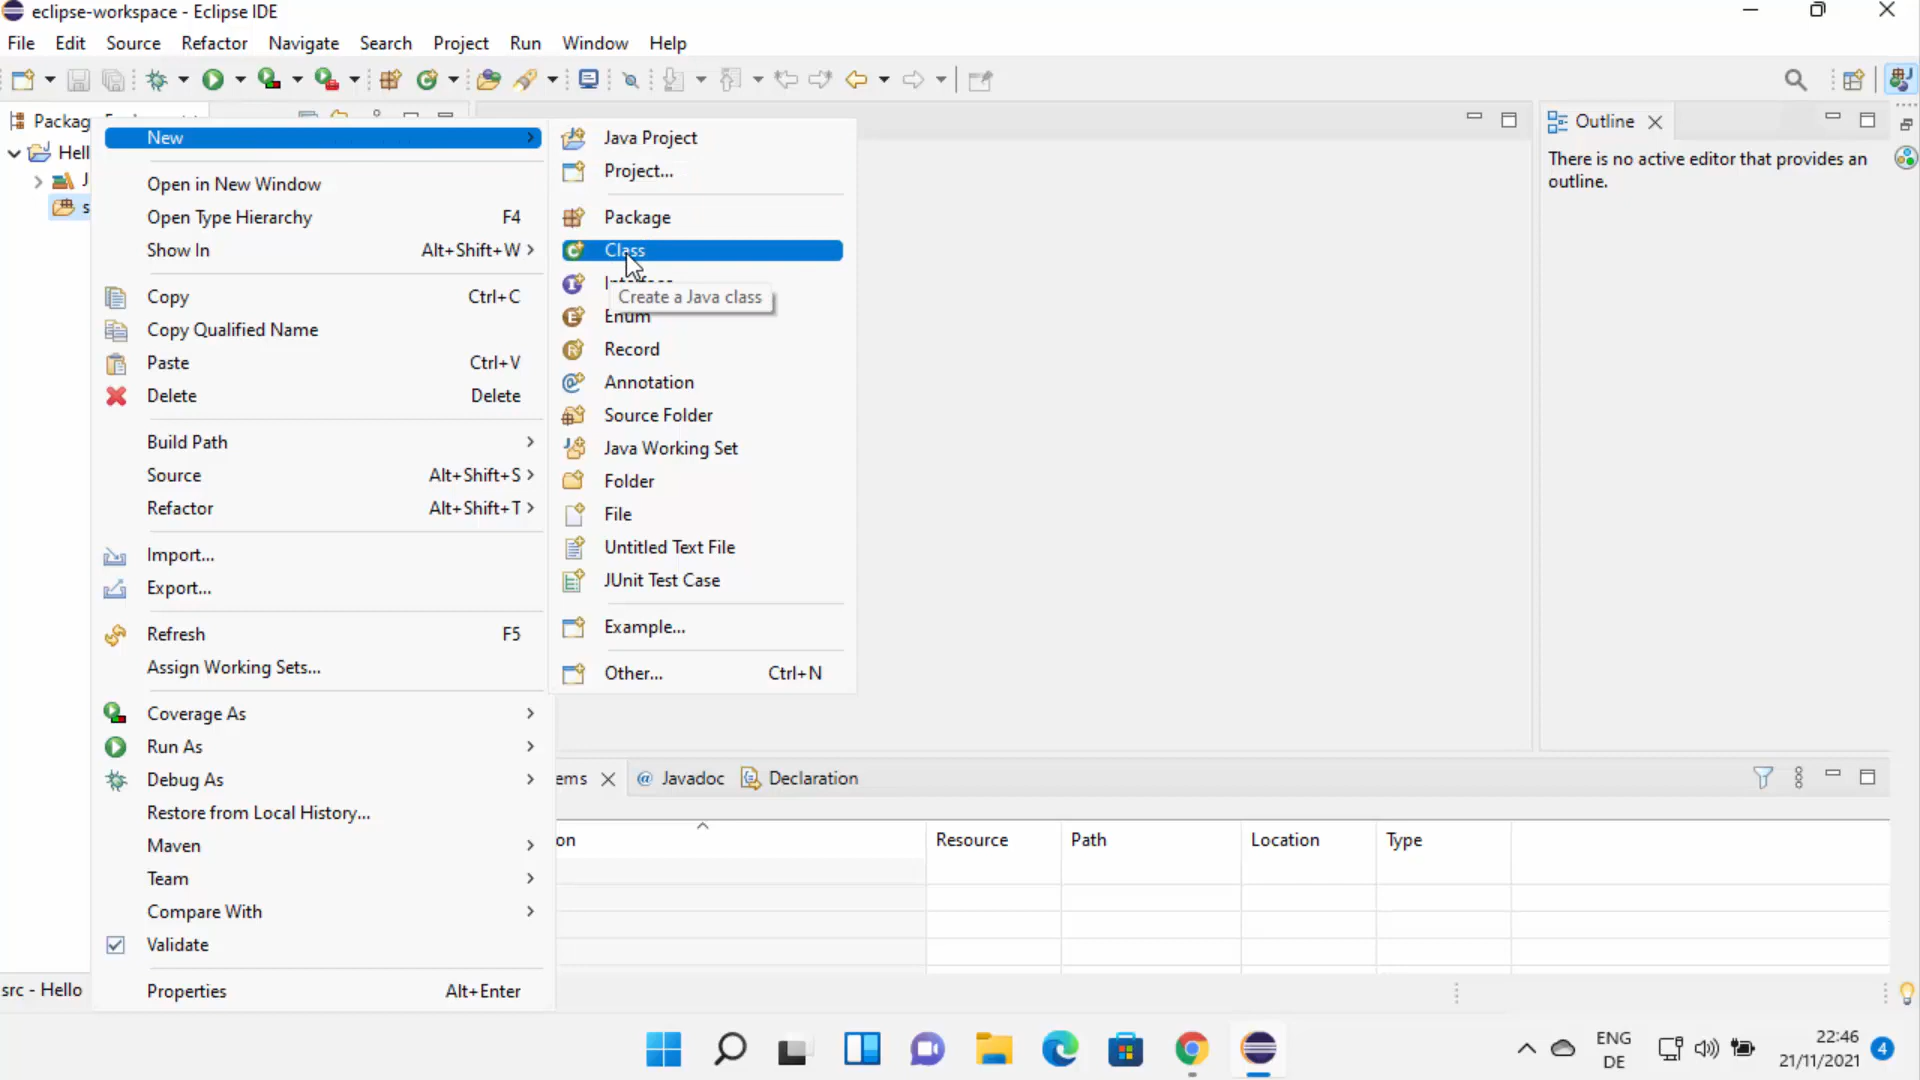 eclipse-workspace - Eclipse IDE
File Edit Source Refactor Navigate Search Project Run Window Help
Packag
Outline
Hell
J
s
There is no active editor that provides an
outline.
New
Open in New Window
Open Type Hierarchy F4
Show In Alt+Shift+W
Copy Ctrl+C
Copy Qualified Name
Paste Ctrl+V
Delete Delete
Build Path
Source Alt+Shift+S
Refactor Alt+Shift+T
Import...
Export...
Refresh F5
Assign Working Sets...
Coverage As
Run As
Debug As
Restore from Local History...
Maven
Team
Compare With
Validate
Properties Alt+Enter
Java Project
Project...
Package
Class
Create a Java class
Enum
Record
Annotation
Source Folder
Java Working Set
Folder
File
Untitled Text File
JUnit Test Case
Example...
Other... Ctrl+N
ems @ Javadoc Declaration
on Resource Path Location Type
src - Hello
ENG
DE
22:46
21/11/2021
4